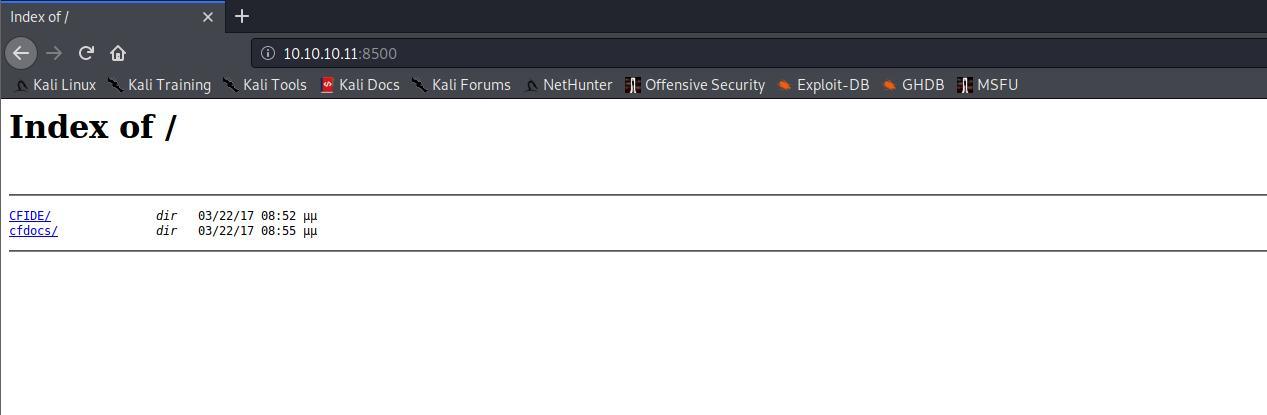 Index of /
10.10.10.11:8500
Kali Linux Kali Training Kali Tools Kali Docs Kali Forums NetHunter Offensive Security Exploit-DB GHDB MSFU
Index of /
CFIDE/ dir 03/22/17 08:52 μμ
cfdocs/ dir 03/22/17 08:55 μμ